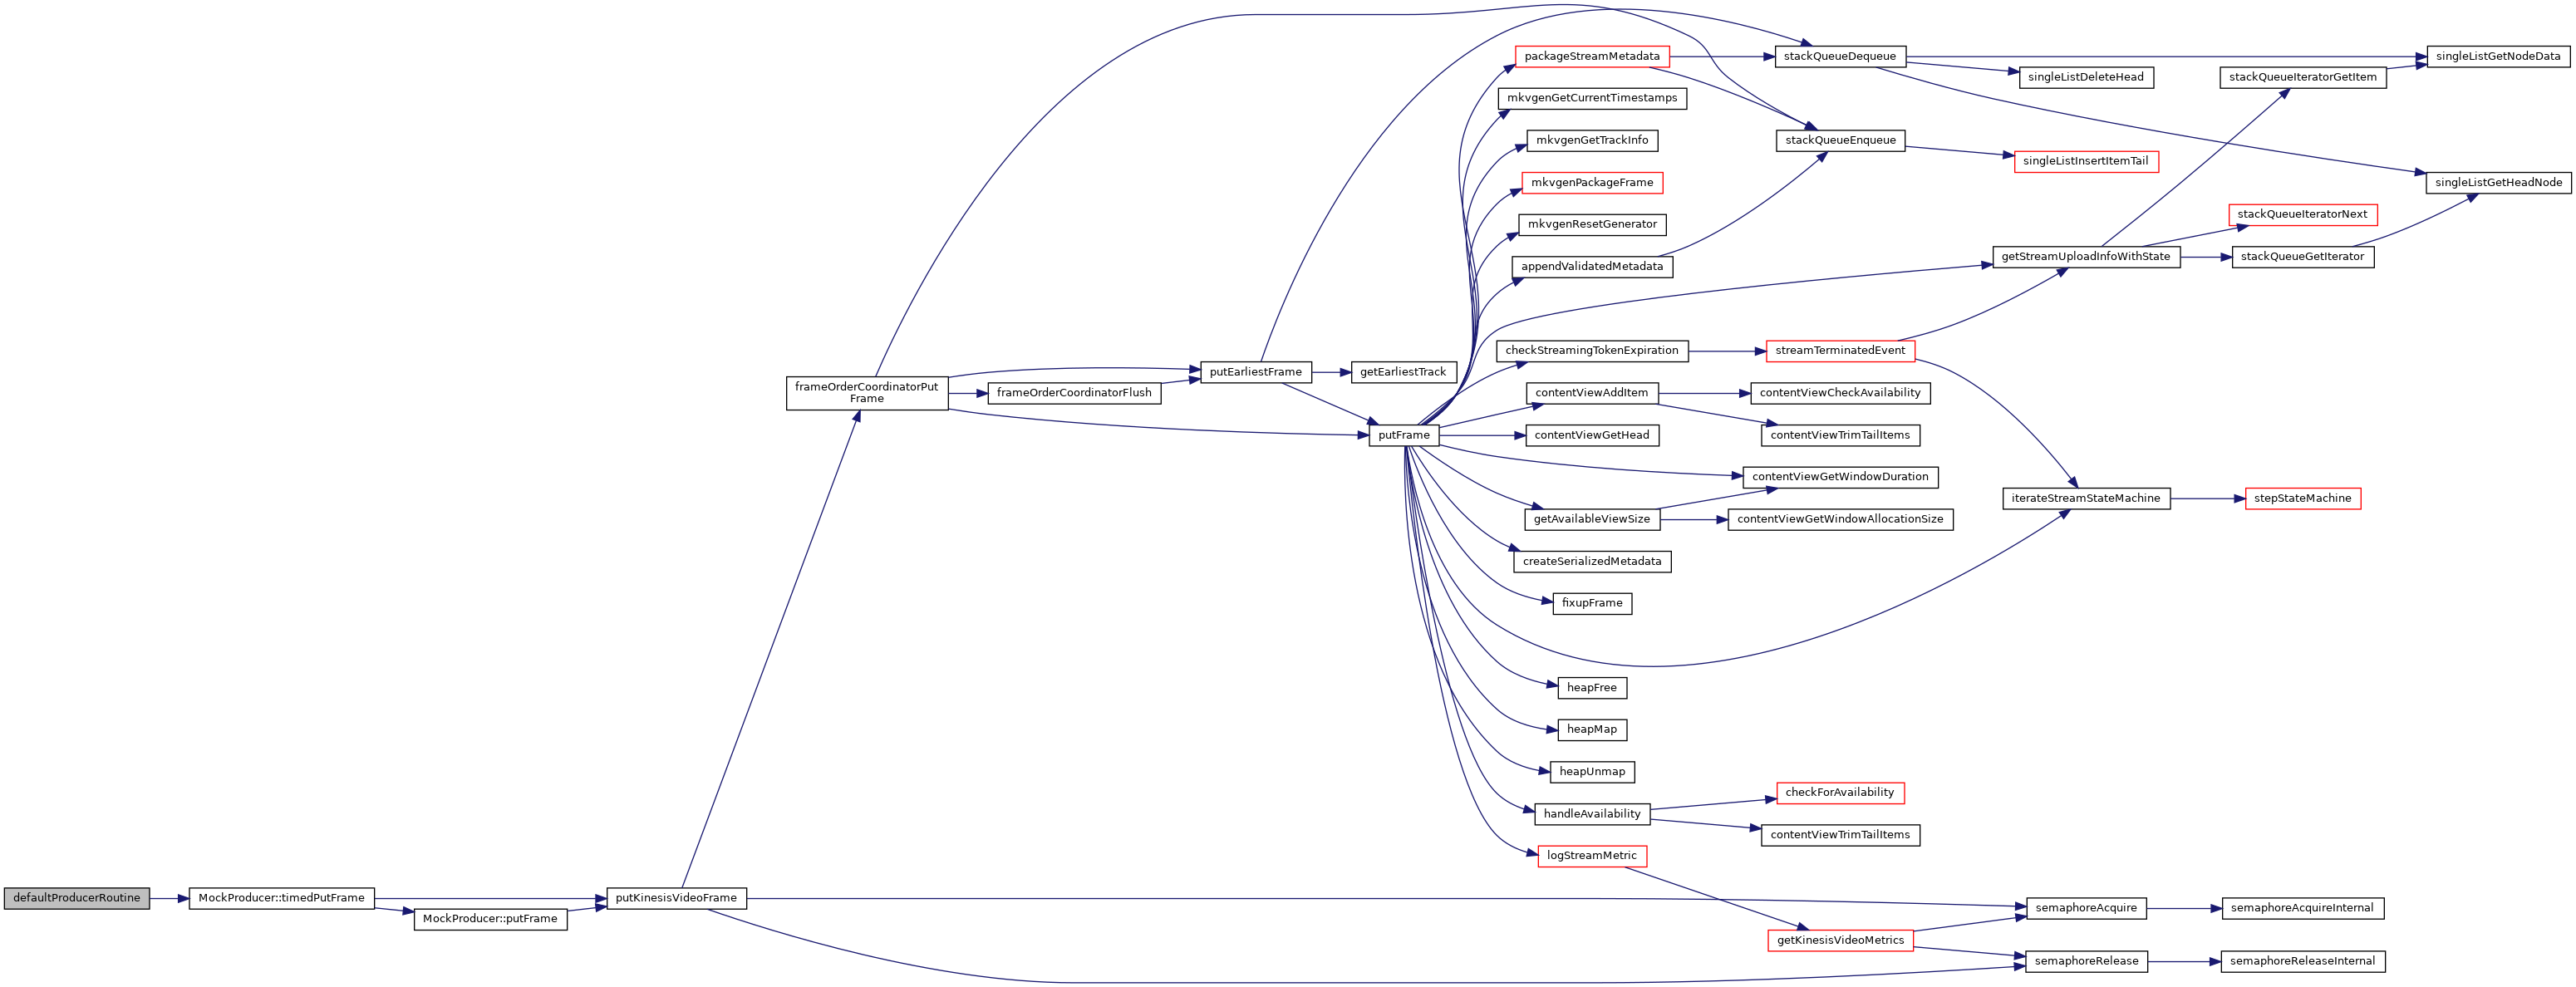 defaultProducerRoutine
MockProducer::timedPutFrame
MockProducer::putFrame
putKinesisVideoFrame
frameOrderCoordinatorPut
Frame
frameOrderCoordinatorFlush
putEarliestFrame
getEarliestTrack
putFrame
packageStreamMetadata
mkvgenGetCurrentTimestamps
mkvgenGetTrackInfo
mkvgenPackageFrame
mkvgenResetGenerator
appendValidatedMetadata
checkStreamingTokenExpiration
contentViewAddItem
contentViewGetHead
getAvailableViewSize
createSerializedMetadata
fixupFrame
heapFree
heapMap
heapUnmap
handleAvailability
logStreamMetric
stackQueueDequeue
stackQueueEnqueue
streamTerminatedEvent
contentViewCheckAvailability
contentViewTrimTailItems
contentViewGetWindowDuration
contentViewGetWindowAllocationSize
checkForAvailability
contentViewTrimTailItems
getKinesisVideoMetrics
singleListDeleteHead
singleListInsertItemTail
getStreamUploadInfoWithState
iterateStreamStateMachine
semaphoreAcquire
semaphoreRelease
stackQueueIteratorGetItem
stackQueueIteratorNext
stackQueueGetIterator
stepStateMachine
semaphoreAcquireInternal
semaphoreReleaseInternal
singleListGetNodeData
singleListGetHeadNode